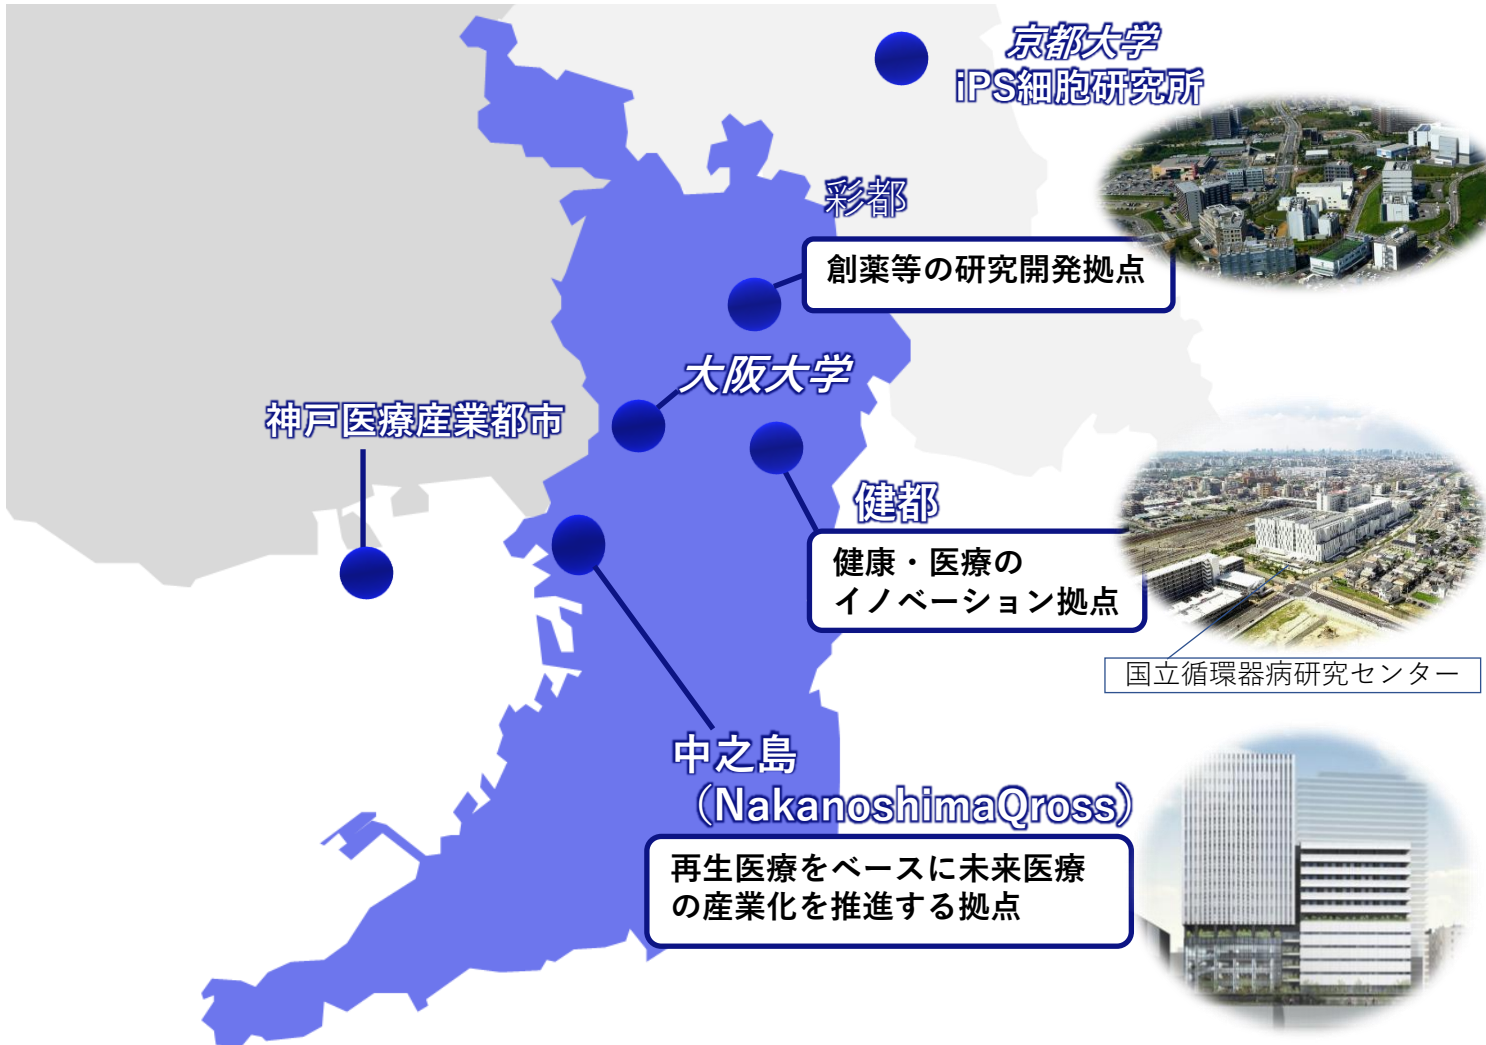 京都大学
iPS細胞研究所
彩都
創薬等の研究開発拠点
大阪大学
神戸医療産業都市
健都
健康・医療の
イノベーション拠点
国立循環器病研究センター
中之島
（NakanoshimaQross）
再生医療をベースに未来医療
の産業化を推進する拠点